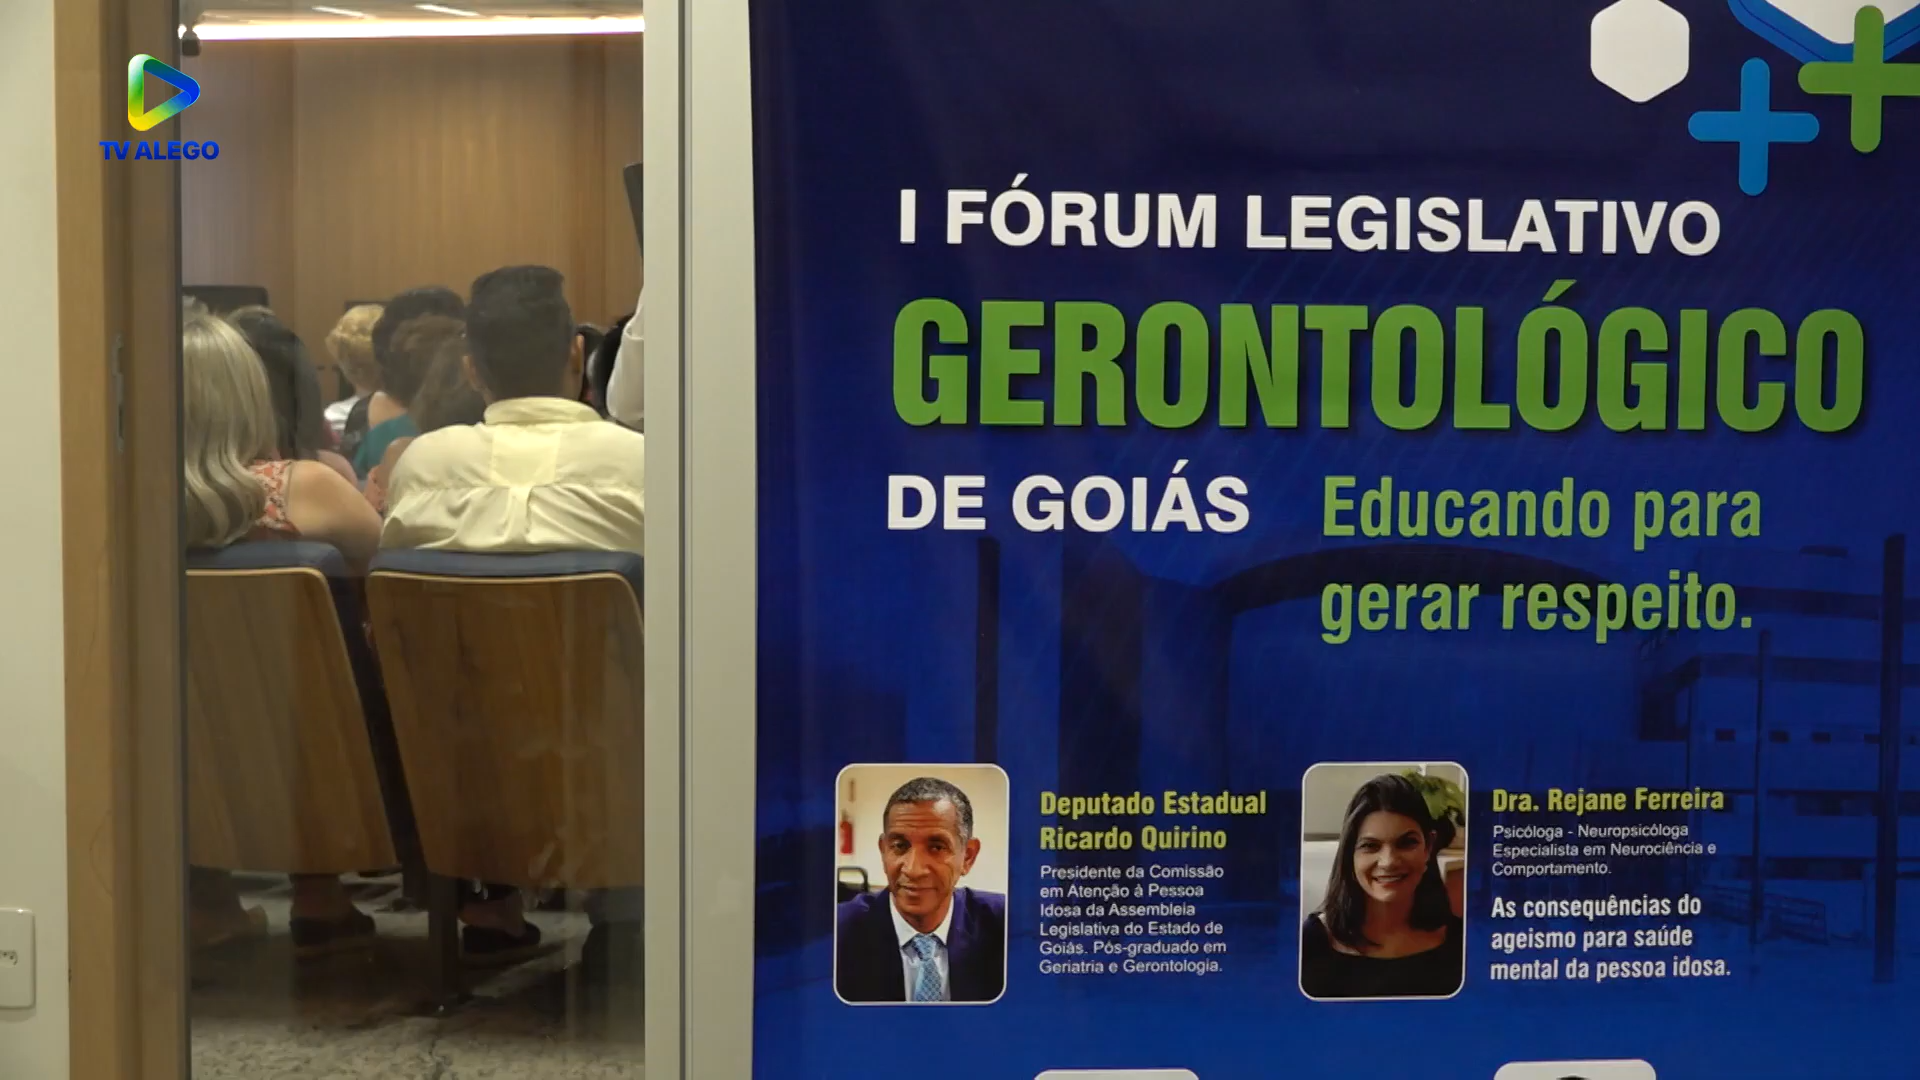 TV ALEGO
I FÓRUM LEGISLATIVO
GERONTOLÓGICO
DE GOIÁS
Educando para
gerar respeito.
Deputado Estadual
Ricardo Quirino
Presidente da Comissão
em Atenção à Pessoa
Idosa da Assembleia
Legislativa do Estado de
Goiás. Pós-graduado em
Geriatria e Gerontologia.
Dra. Rejane Ferreira
Psicóloga - Neuropsicóloga
Especialista em Neurociência e
Comportamento.
As consequências do
ageismo para saúde
mental da pessoa idosa.